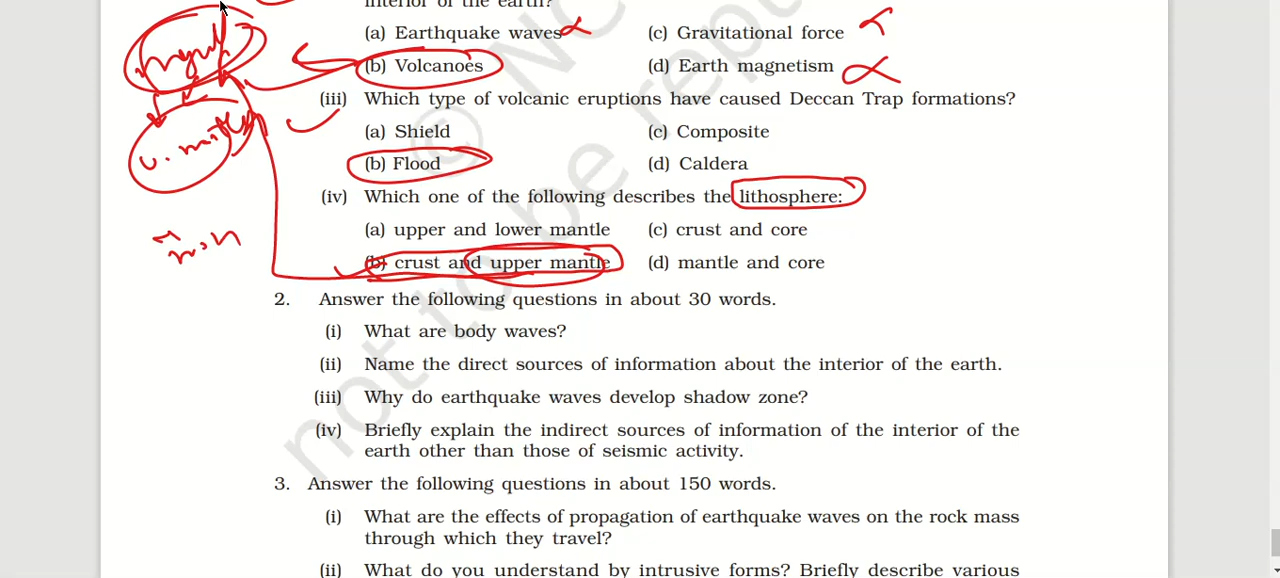 interior of the earth?
(a) Earthquake waves (c) Gravitational force
(b) Volcanoes (d) Earth magnetism
(iii) Which type of volcanic eruptions have caused Deccan Trap formations?
(a) Shield (c) Composite
(b) Flood (d) Caldera
(iv) Which one of the following describes the lithosphere:
(a) upper and lower mantle (c) crust and core
(b) crust and upper mantle (d) mantle and core
u. mantle
2. Answer the following questions in about 30 words.
(i) What are body waves?
(ii) Name the direct sources of information about the interior of the earth.
(iii) Why do earthquake waves develop shadow zone?
(iv) Briefly explain the indirect sources of information of the interior of the
earth other than those of seismic activity.
3. Answer the following questions in about 150 words.
(i) What are the effects of propagation of earthquake waves on the rock mass
through which they travel?
(ii) What do you understand by intrusive forms? Briefly describe various
© NC
not to be rep